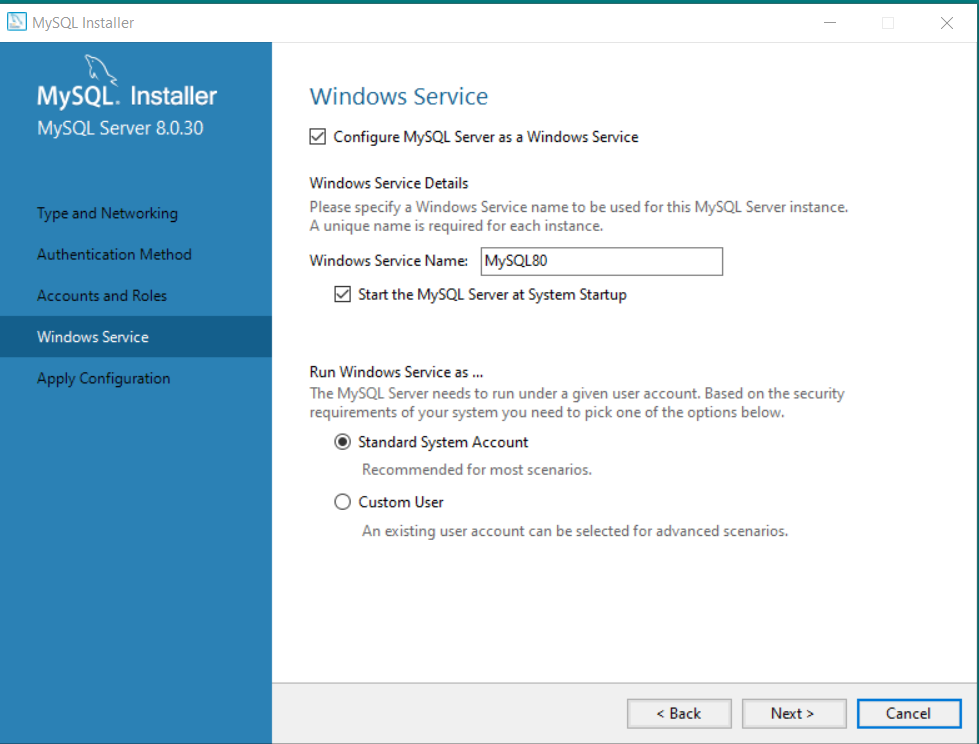 MySQL Installer
MySQL. Installer
MySQL Server 8.0.30
Type and Networking
Authentication Method
Accounts and Roles
Windows Service
Apply Configuration
Windows Service
Configure MySQL Server as a Windows Service
Windows Service Details
Please specify a Windows Service name to be used for this MySQL Server instance.
A unique name is required for each instance.
Windows Service Name: MySQL80
Start the MySQL Server at System Startup
Run Windows Service as ...
The MySQL Server needs to run under a given user account. Based on the security
requirements of your system you need to pick one of the options below.
Standard System Account
Recommended for most scenarios.
Custom User
An existing user account can be selected for advanced scenarios.
< Back Next > Cancel